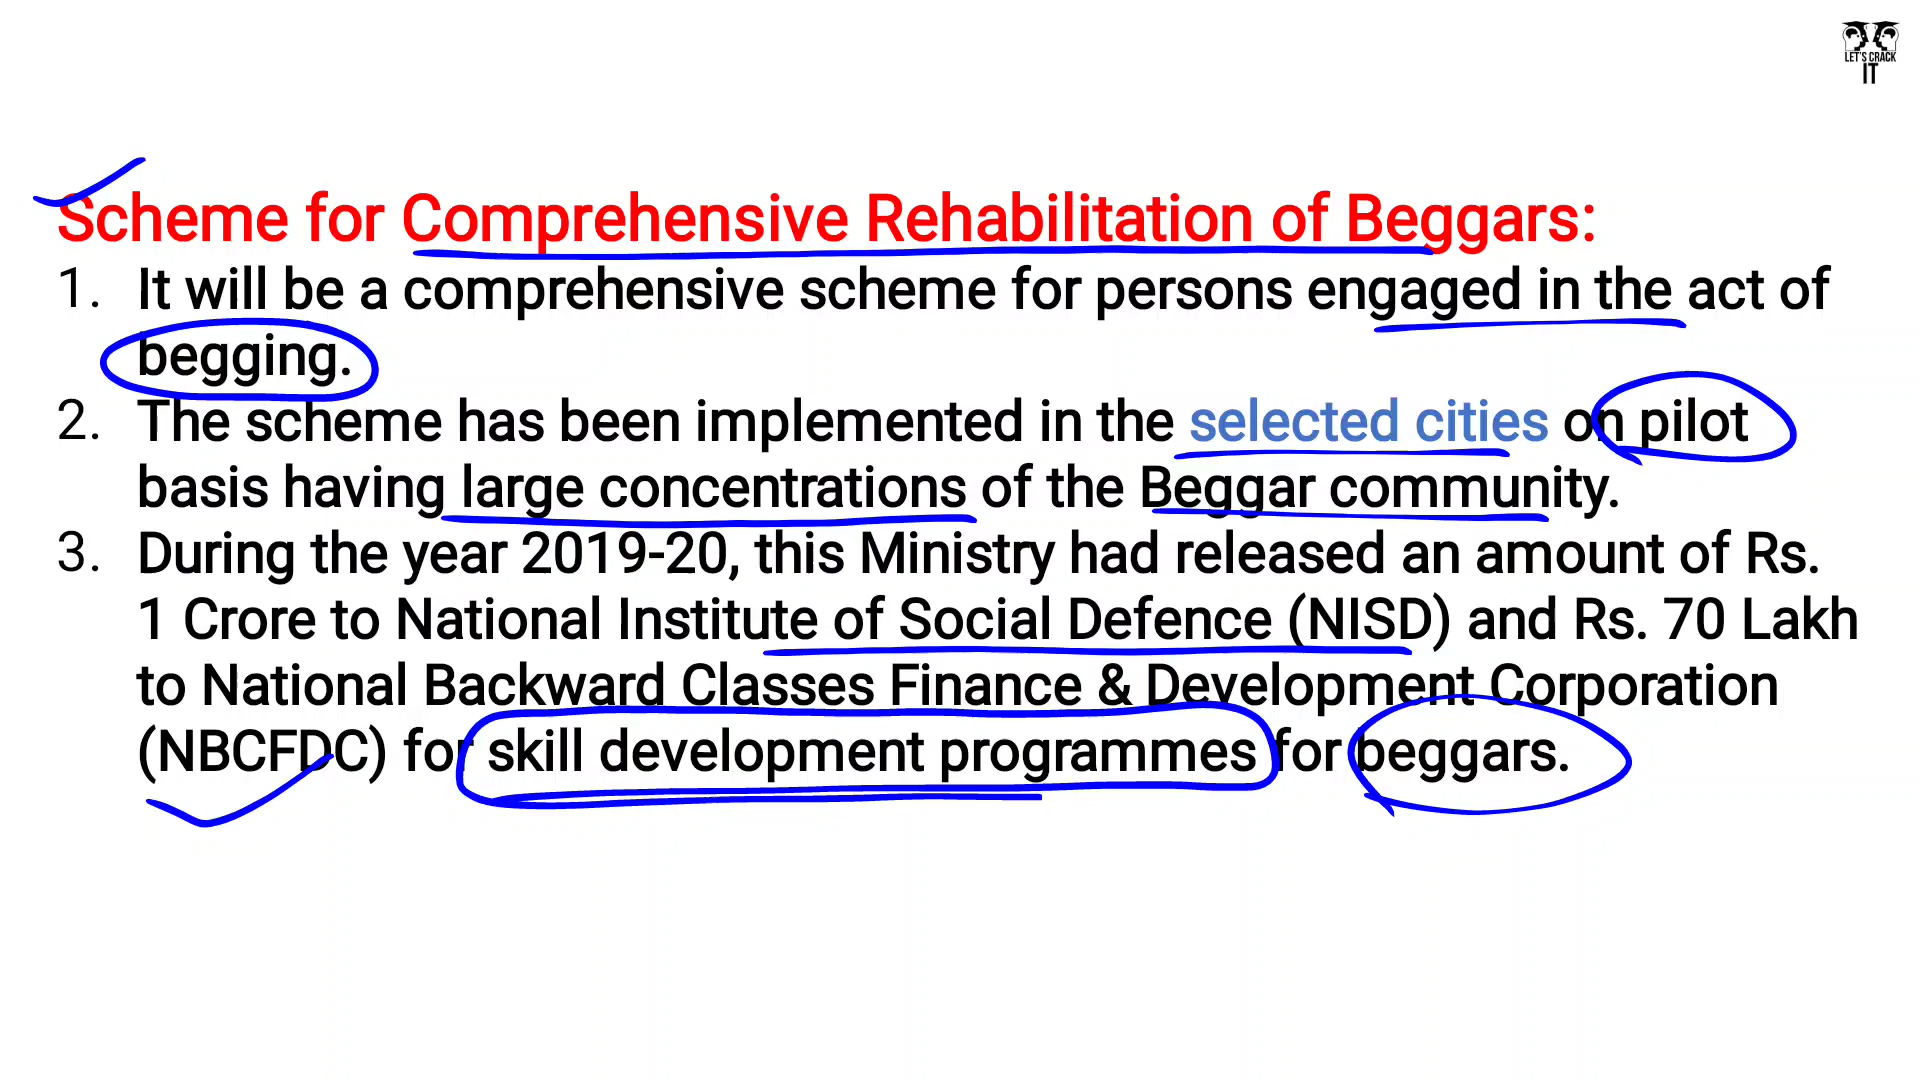 LET'S CRACK
IT
Scheme for Comprehensive Rehabilitation of Beggars:
1. It will be a comprehensive scheme for persons engaged in the act of
begging.
2. The scheme has been implemented in the selected cities on pilot
basis having large concentrations of the Beggar community.
3. During the year 2019-20, this Ministry had released an amount of Rs.
1 Crore to National Institute of Social Defence (NISD) and Rs. 70 Lakh
to National Backward Classes Finance & Development Corporation
(NBCFDC) for skill development programmes for beggars.